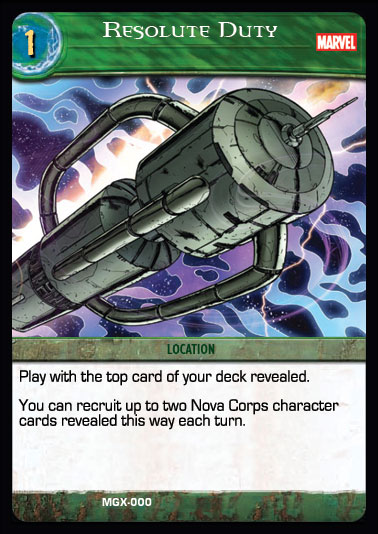 1
Resolute Duty
MARVEL
LOCATION
Play with the top card of your deck revealed.
You can recruit up to two Nova Corps character
cards revealed this way each turn.
MGX-000